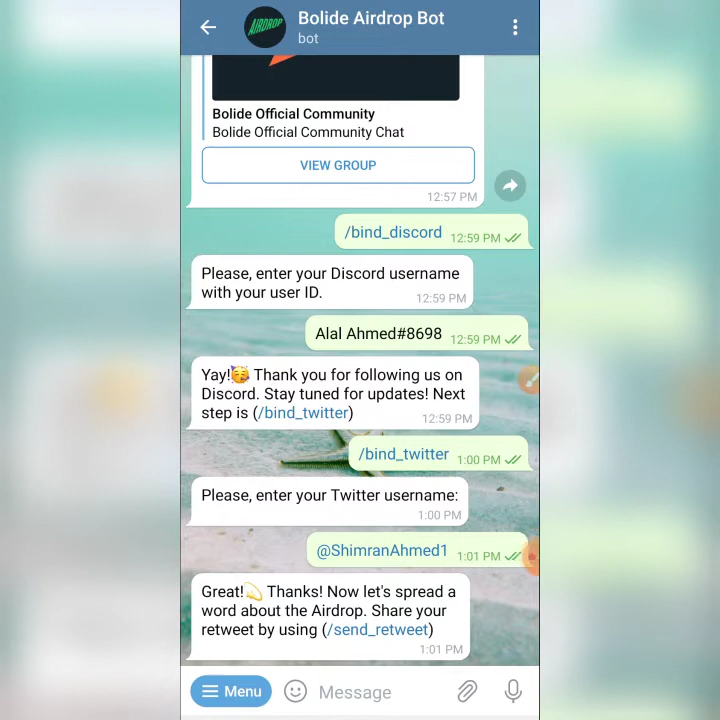 Bolide Airdrop Bot
bot
AIRDROP
Bolide Official Community
Bolide Official Community Chat
VIEW GROUP
12:57 PM
/bind_discord 12:59 PM
Please, enter your Discord username
with your user ID.
12:59 PM
Alal Ahmed#8698 12:59 PM
Yay!🥳 Thank you for following us on
Discord. Stay tuned for updates! Next
step is (/bind_twitter)
12:59 PM
/bind_twitter 1:00 PM
Please, enter your Twitter username:
1:00 PM
@ShimranAhmed1 1:01 PM
Great!💫 Thanks! Now let's spread a
word about the Airdrop. Share your
retweet by using (/send_retweet)
1:01 PM
Menu Message